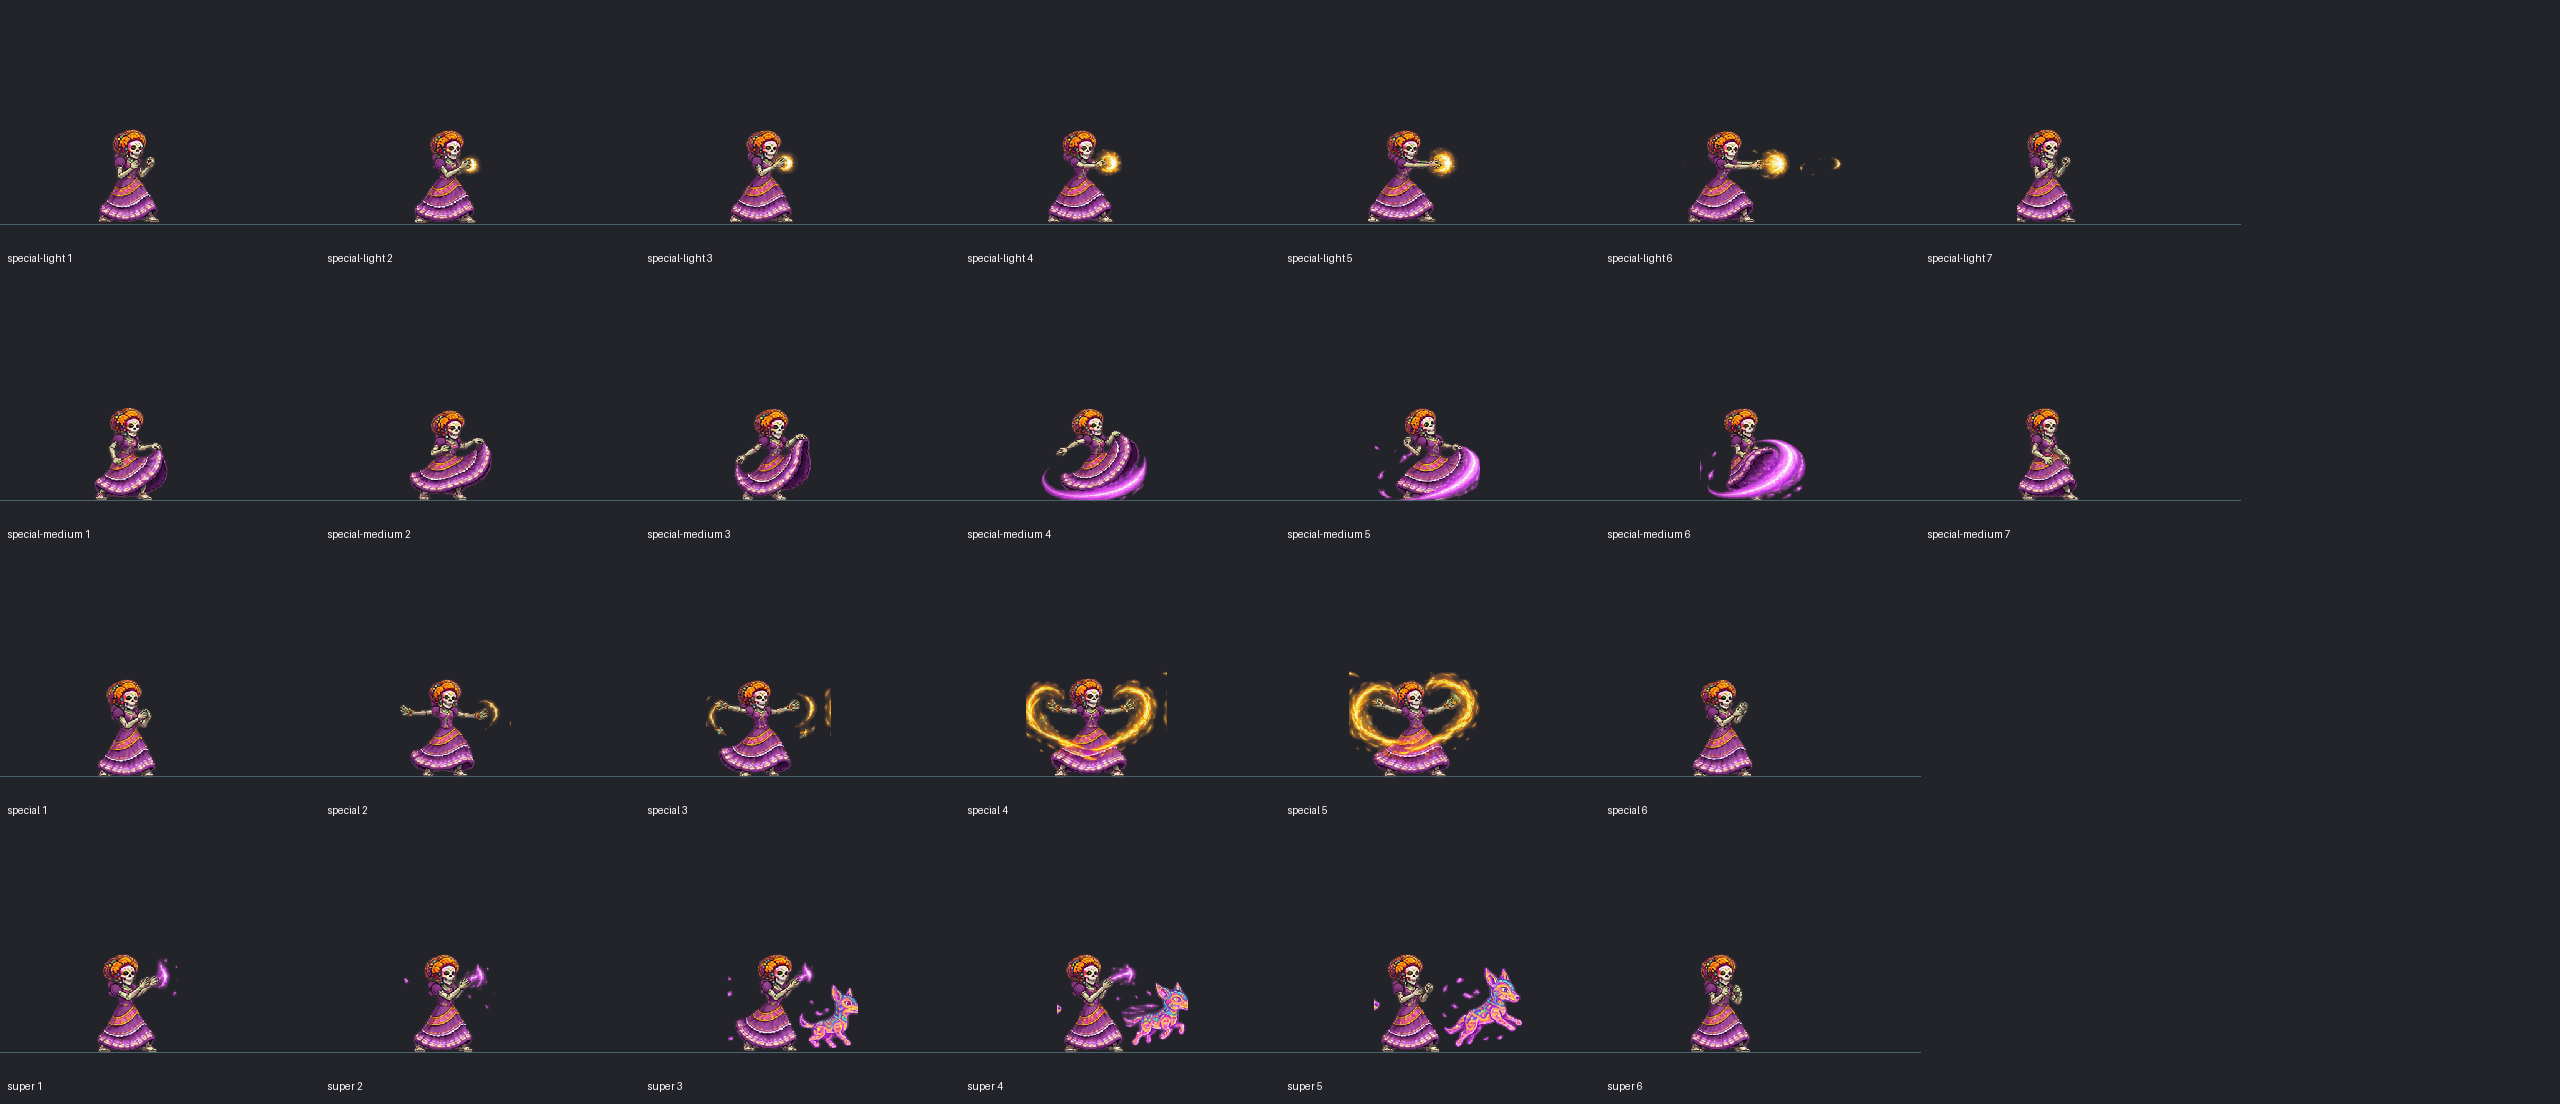 special-light 1
special-light 2
special-light 3
special-light 4
special-light 5
special-light 6
special-light 7
special-medium 1
special-medium 2
special-medium 3
special-medium 4
special-medium 5
special-medium 6
special-medium 7
special 1
special 2
special 3
special 4
special 5
special 6
super 1
super 2
super 3
super 4
super 5
super 6